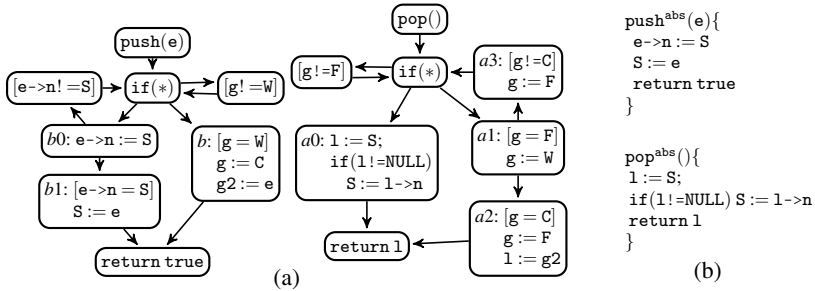 push(e)
[e->n!=S]
if(*)
[g!=W]
b0: e->n := S
b: [g = W]
g := C
g2 := e
b1: [e->n = S]
S := e
return true
pop()
[g!=F]
if(*)
a3: [g!=C]
g := F
a0: l := S;
if(l!=NULL)
S := l->n
a1: [g = F]
g := W
a2: [g = C]
g := F
l := g2
return l
(a)
push^abs(e){
e->n := S
S := e
return true
}
pop^abs(){
l := S;
if(l!=NULL) S := l->n
return l
}
(b)